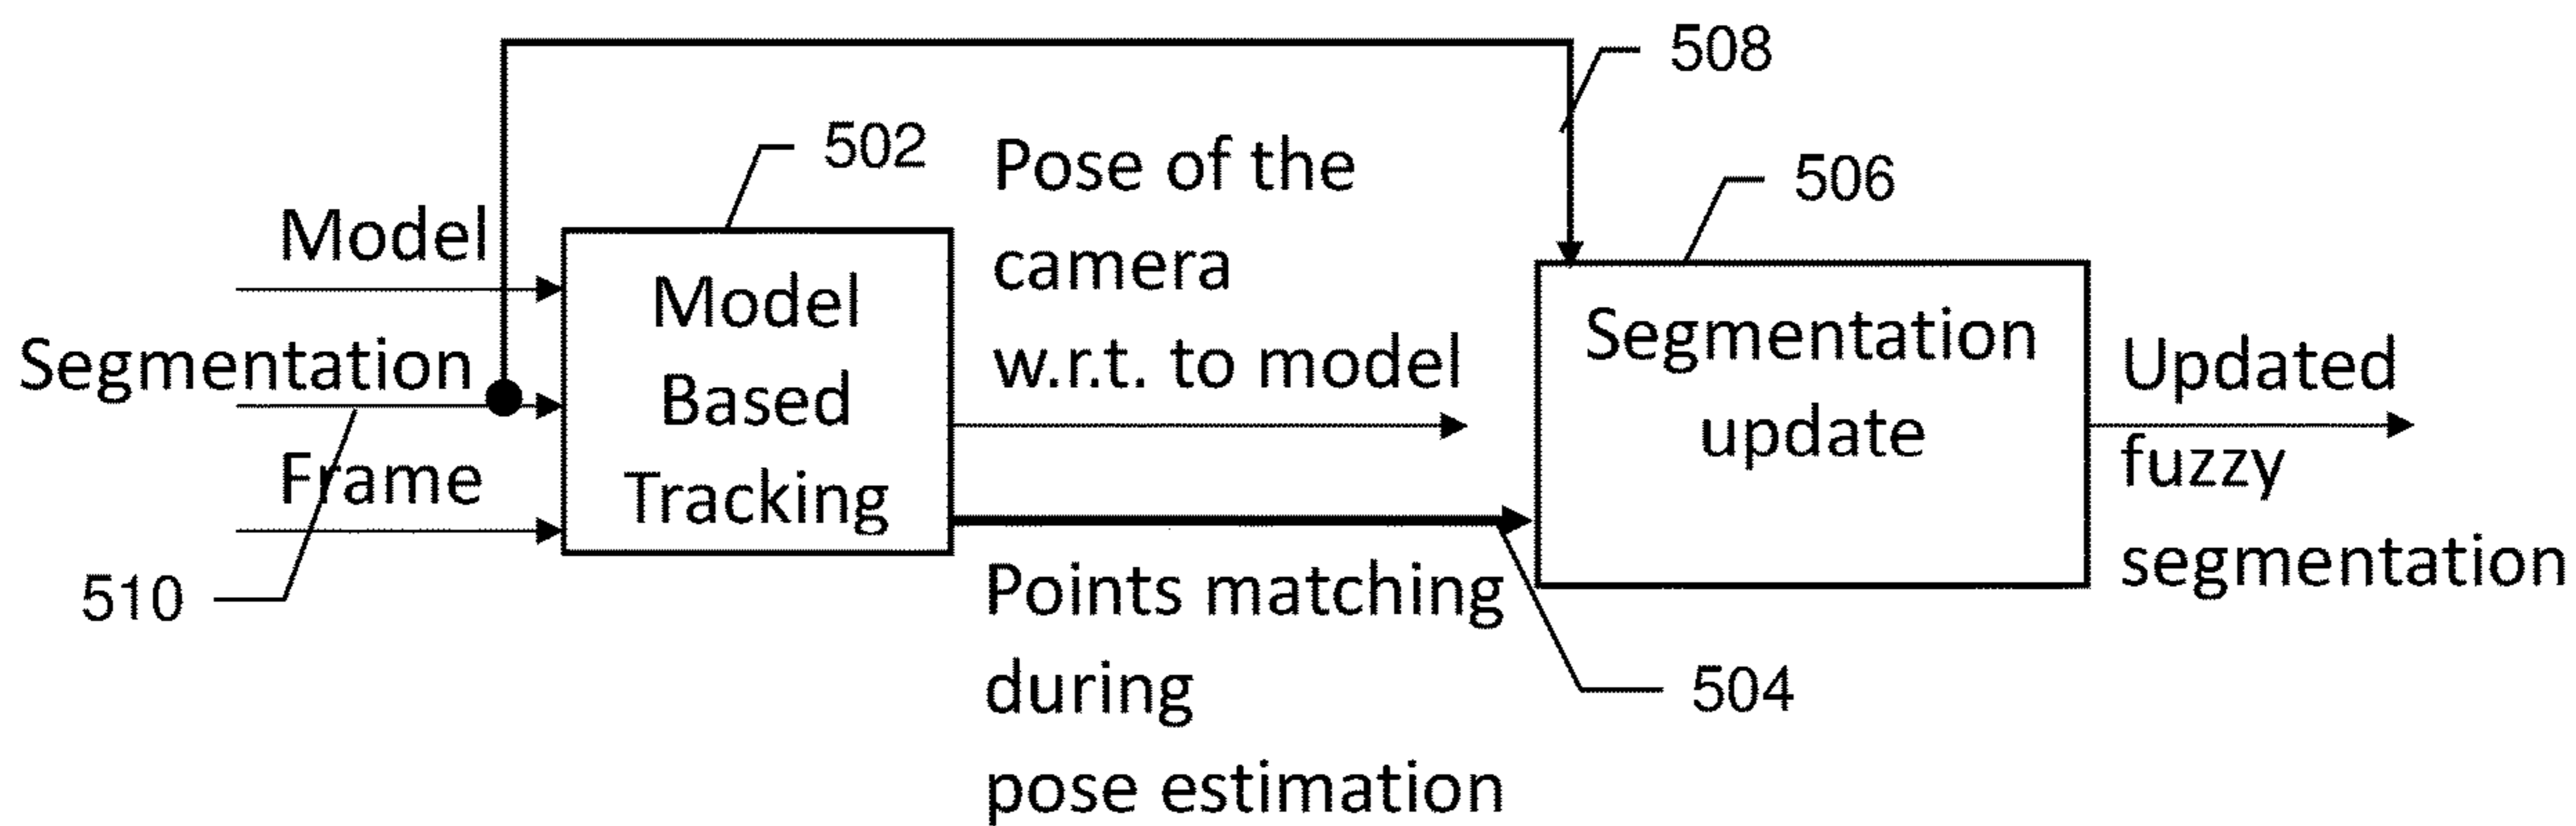 508
502
Pose of the
camera
w.r.t. to model
506
Model
Segmentation
Frame
510
Model
Based
Tracking
Segmentation
update
Updated
fuzzy
segmentation
Points matching
during
pose estimation
504